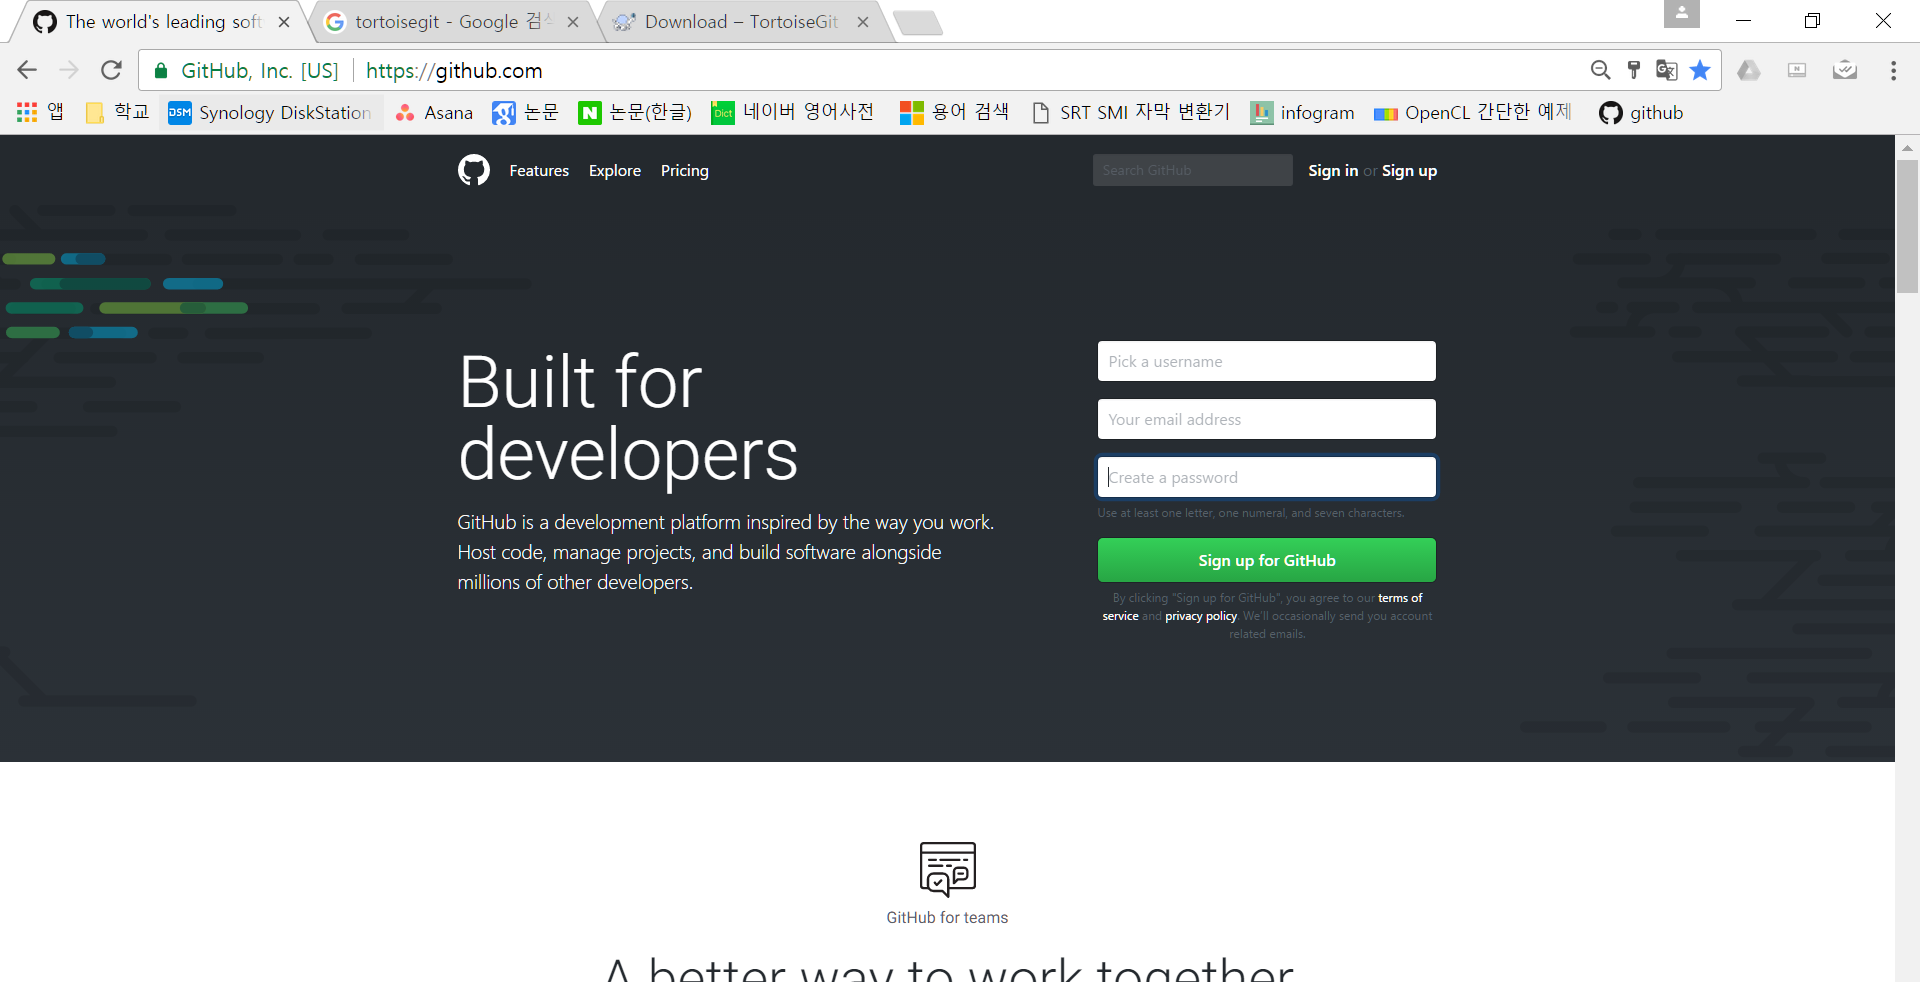 The world's leading soft
tortoisegit - Google 검색
Download – TortoiseGit
GitHub, Inc. [US]
https://github.com
앱
학교
DSM
Synology DiskStation
Asana
논문
논문(한글)
Dict
네이버 영어사전
용어 검색
SRT SMI 자막 변환기
infogram
OpenCL 간단한 예제
github
Features
Explore
Pricing
Search GitHub
Sign in or Sign up
Built for
developers
GitHub is a development platform inspired by the way you work.
Host code, manage projects, and build software alongside
millions of other developers.
Pick a username
Your email address
Create a password
Use at least one letter, one numeral, and seven characters.
Sign up for GitHub
By clicking "Sign up for GitHub", you agree to our terms of
service and privacy policy. We'll occasionally send you account
related emails.
GitHub for teams
A better way to work together